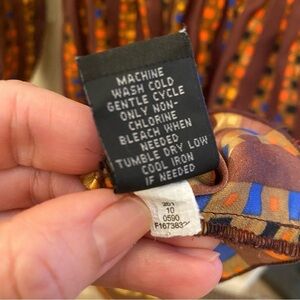 MACHINE
WASH COLD
GENTLE CYCLE
ONLY NON-
CHLORINE
BLEACH WHEN
NEEDED
TUMBLE DRY LOW
COOL IRON
IF NEEDED
10
0590
F167383